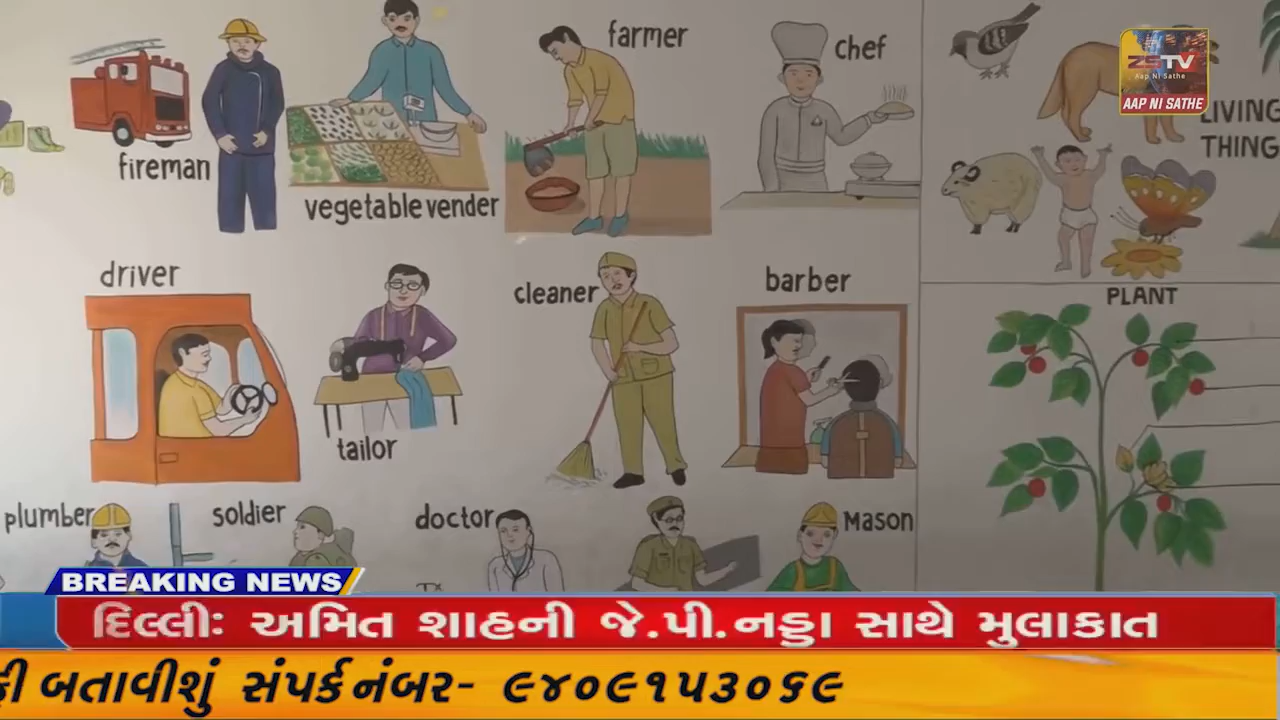 farmer
chef
ZSTV
Aap Ni Sathe
AAP NI SATHE
LIVING
THING
fireman
vegetable vender
driver
cleaner
barber
PLANT
tailor
plumber
soldier
doctor
MASON
BREAKING NEWS
દિલ્લીઃ અમિત શાહની જે.પી.નડ્ડા સાથે મુલાકાત
બતાવીશું સંપર્ક નંબર- ૯૪૦૯૧૫૩૦૬૯